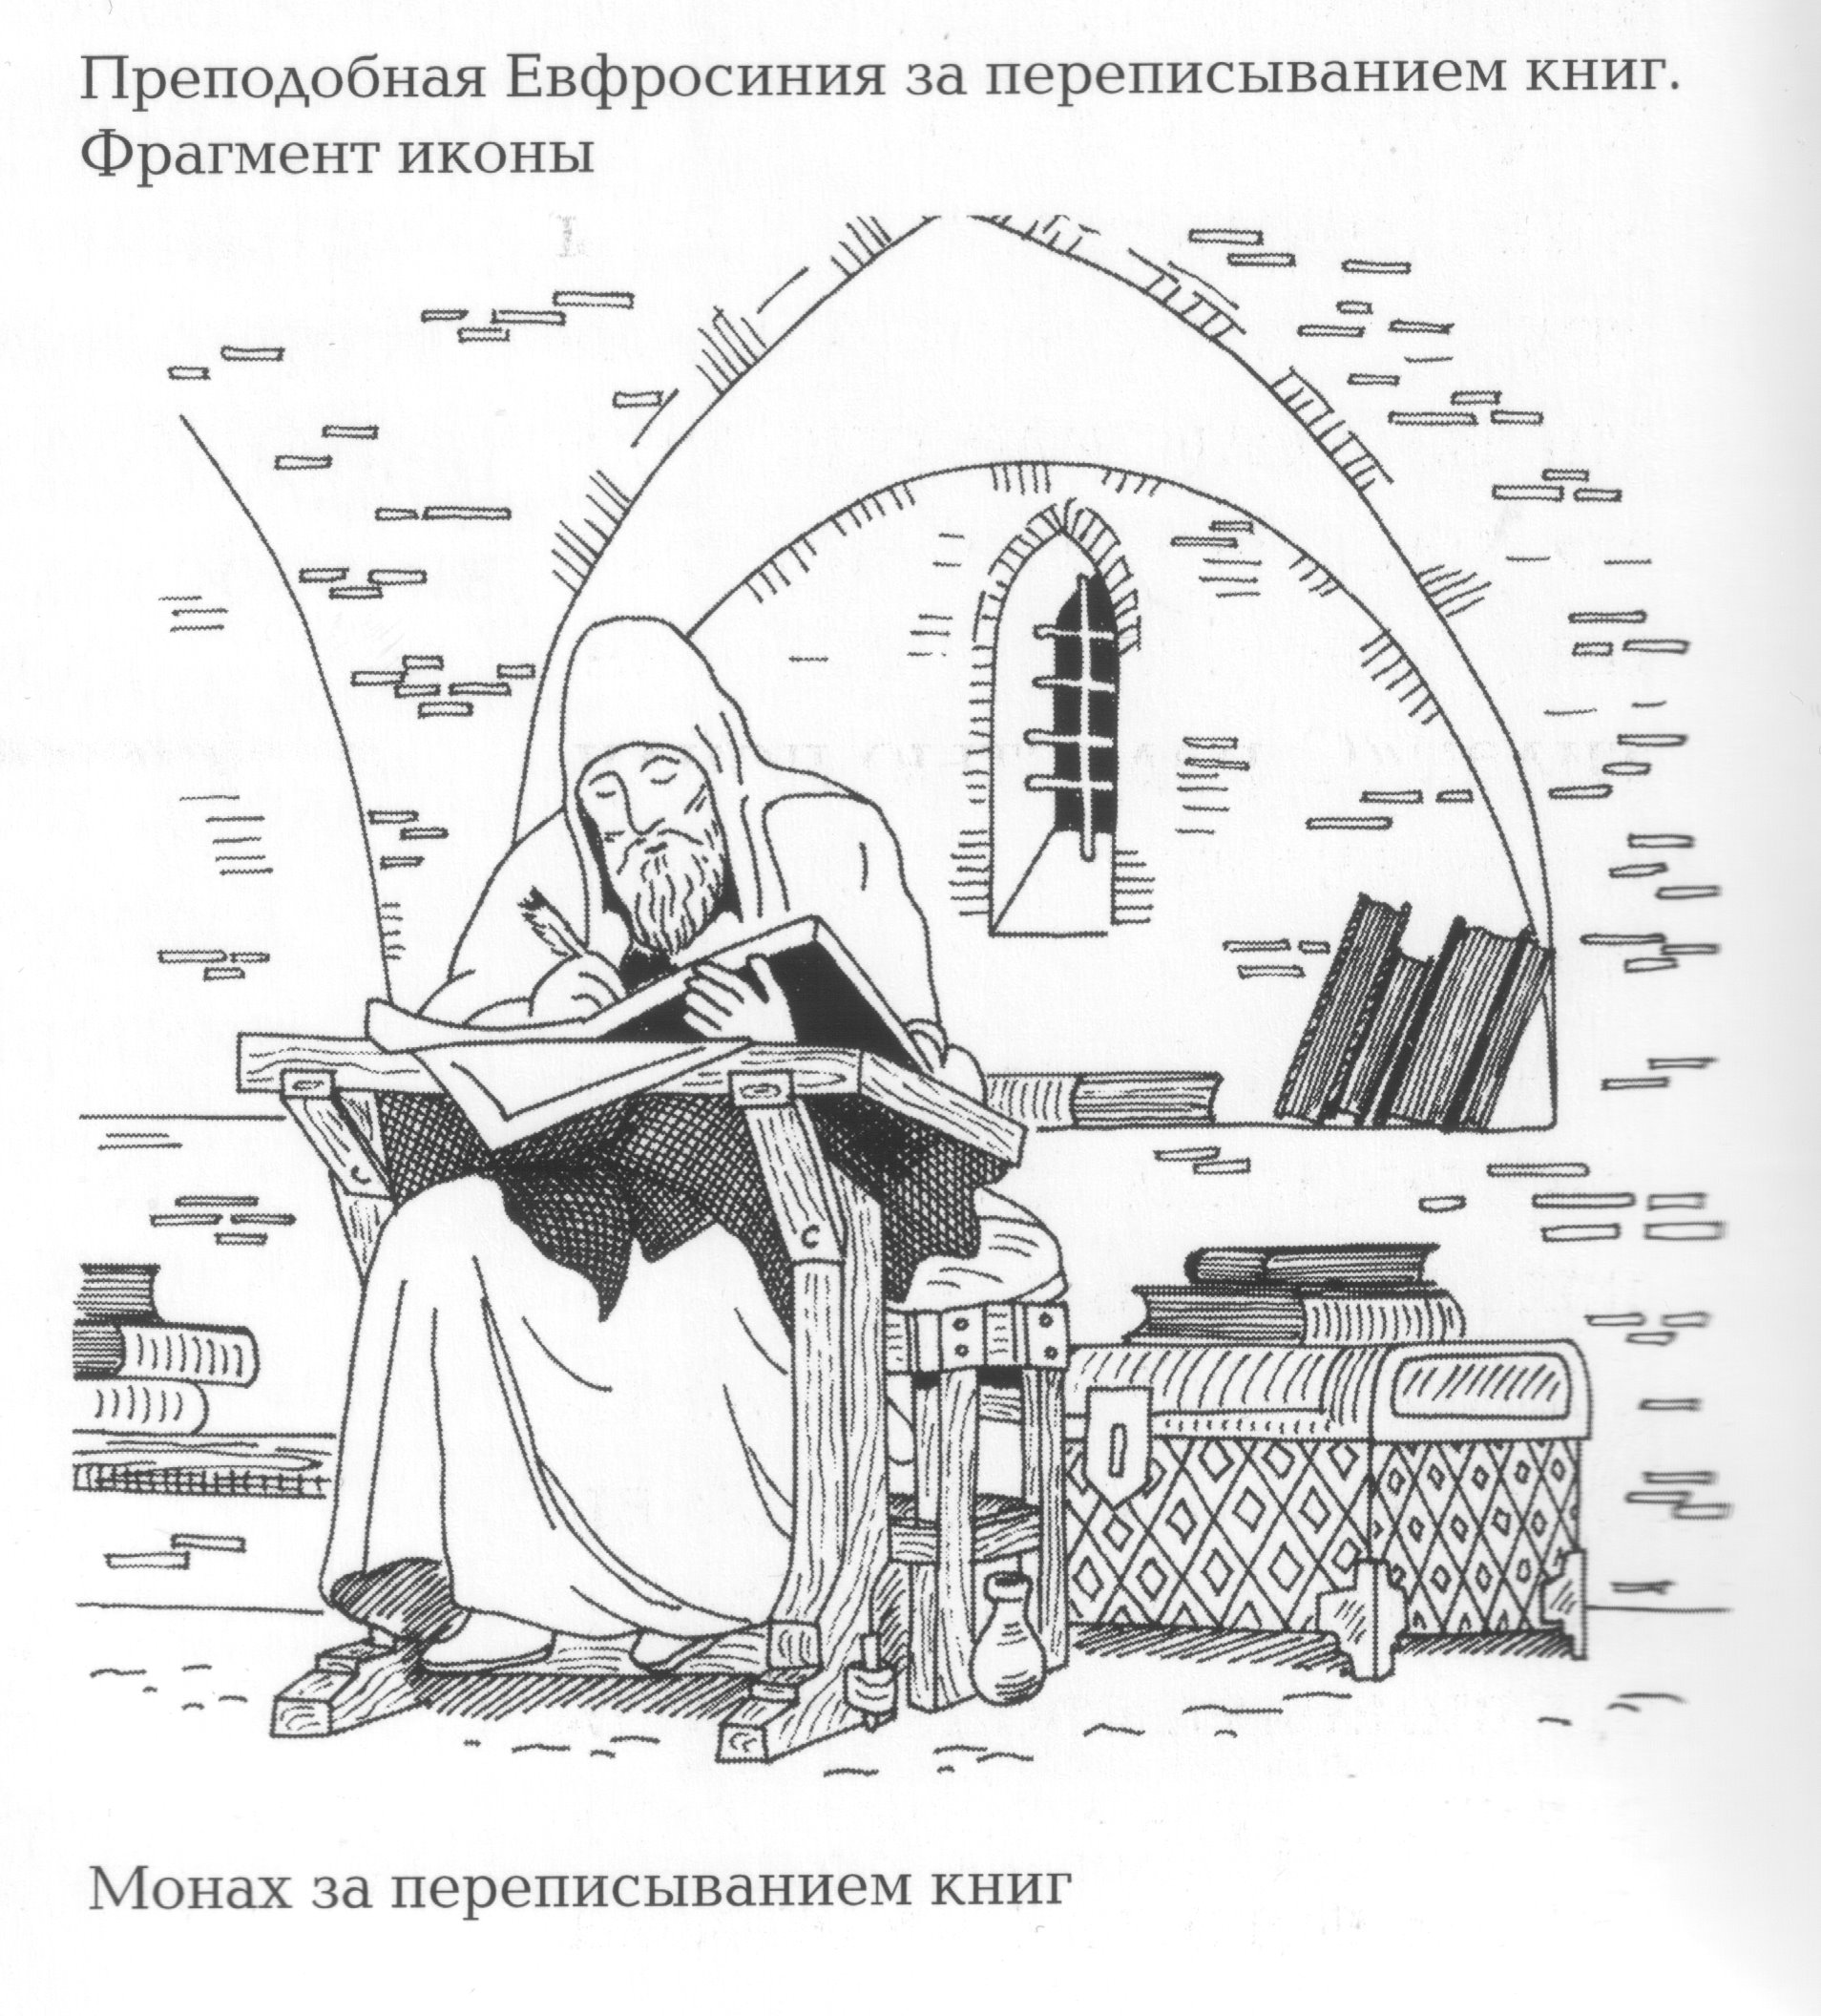 Преподобная Евфросиния за переписыванием книг.
Фрагмент иконы
Монах за переписыванием книг